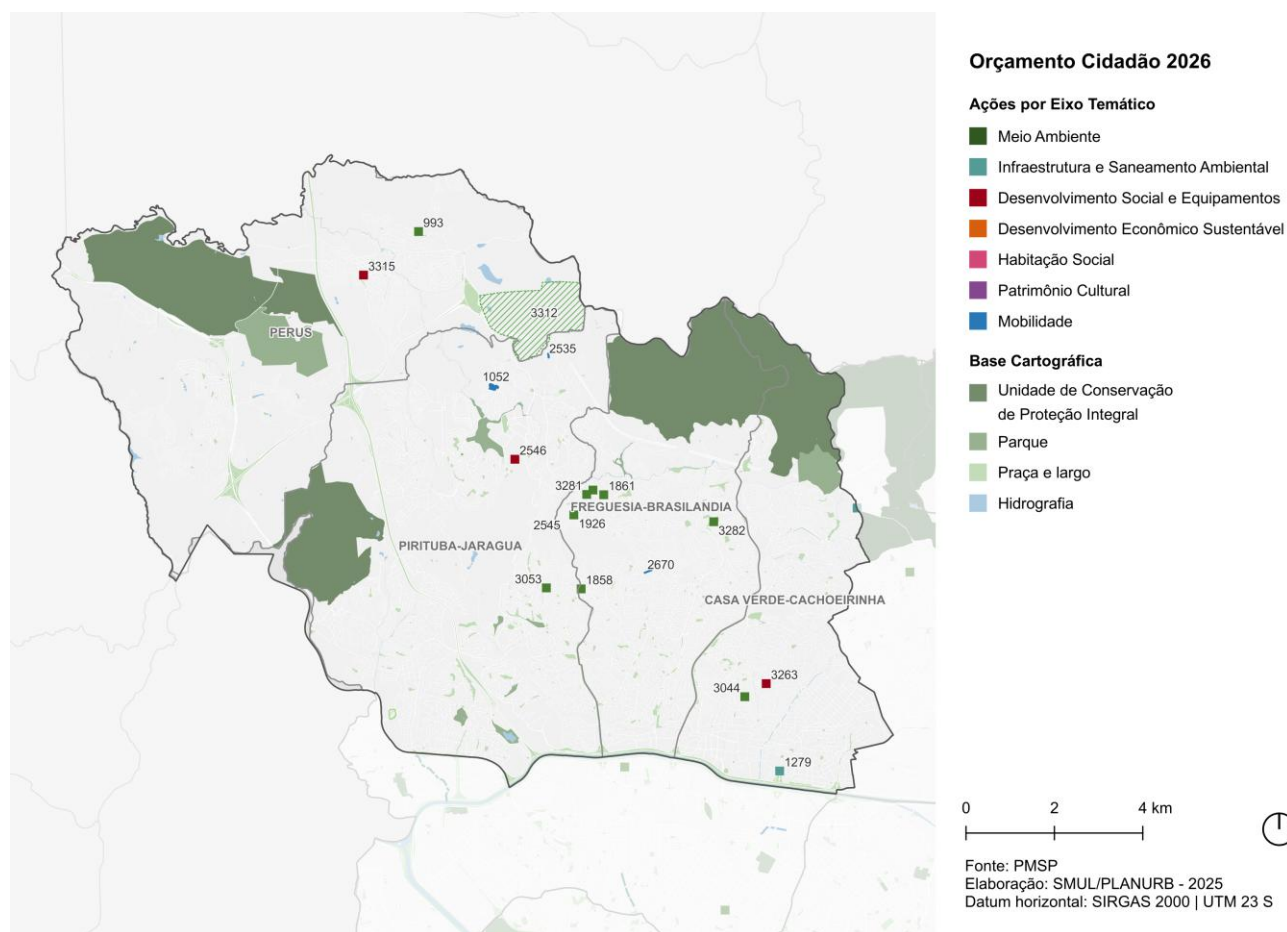 Orçamento Cidadão 2026
Ações por Eixo Temático
Meio Ambiente
Infraestrutura e Saneamento Ambiental
Desenvolvimento Social e Equipamentos
Desenvolvimento Econômico Sustentável
Habitação Social
Patrimônio Cultural
Mobilidade
Base Cartográfica
Unidade de Conservação
de Proteção Integral
Parque
Praça e largo
Hidrografia
993
3315
3312
PERUS
2535
1052
2546
3281
1861
FREGUESIA-BRASILANDIA
2545
1926
3282
PIRITUBA-JARAGUA
2670
3053
1858
CASA VERDE-CACHOEIRINHA
3263
3044
1279
0 2 4 km
Fonte: PMSP
Elaboração: SMUL/PLANURB - 2025
Datum horizontal: SIRGAS 2000 | UTM 23 S